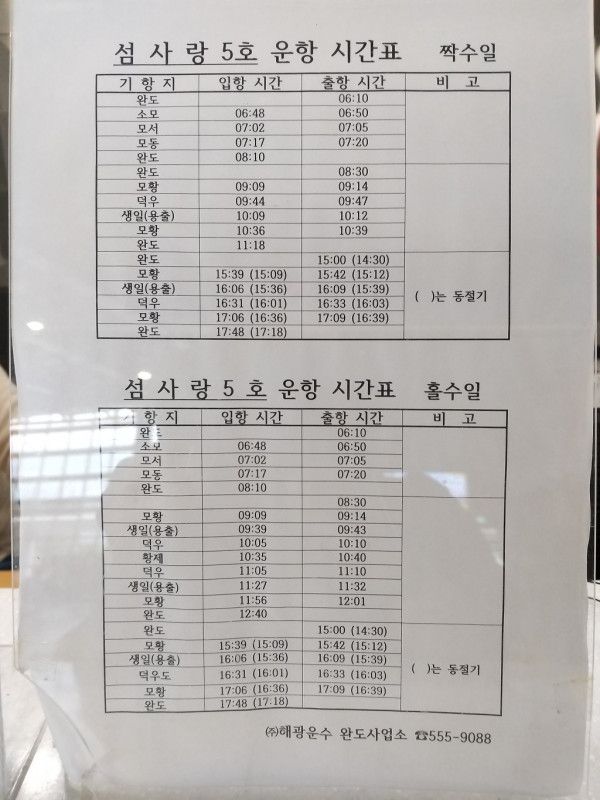 섬 사 랑 5호 운항 시간표 짝수일
기 항 지 입항 시간 출항 시간 비 고
완도 06:10
소모 06:48 06:50
모서 07:02 07:05
모동 07:17 07:20
완도 08:10
완도 08:30
모황 09:09 09:14
덕우 09:44 09:47
생일(용출) 10:09 10:12
모황 10:36 10:39
완도 11:18
완도 15:00 (14:30)
모황 15:39 (15:09) 15:42 (15:12)
생일(용출) 16:06 (15:36) 16:09 (15:39) ( )는 동절기
덕우 16:31 (16:01) 16:33 (16:03)
모황 17:06 (16:36) 17:09 (16:39)
완도 17:48 (17:18)
섬 사 랑 5 호 운항 시간표 홀수일
기 항 지 입항 시간 출항 시간 비 고
완도 06:10
소모 06:48 06:50
모서 07:02 07:05
모동 07:17 07:20
완도 08:10
08:30
모황 09:09 09:14
생일(용출) 09:39 09:43
덕우 10:05 10:10
황제 10:35 10:40
덕우 11:05 11:10
생일(용출) 11:27 11:32
모황 11:56 12:01
완도 12:40
완도 15:00 (14:30)
모황 15:39 (15:09) 15:42 (15:12)
생일(용출) 16:06 (15:36) 16:09 (15:39) ( )는 동절기
덕우도 16:31 (16:01) 16:33 (16:03)
모황 17:06 (16:36) 17:09 (16:39)
완도 17:48 (17:18)
㈜해광운수 완도사업소 ☎555-9088